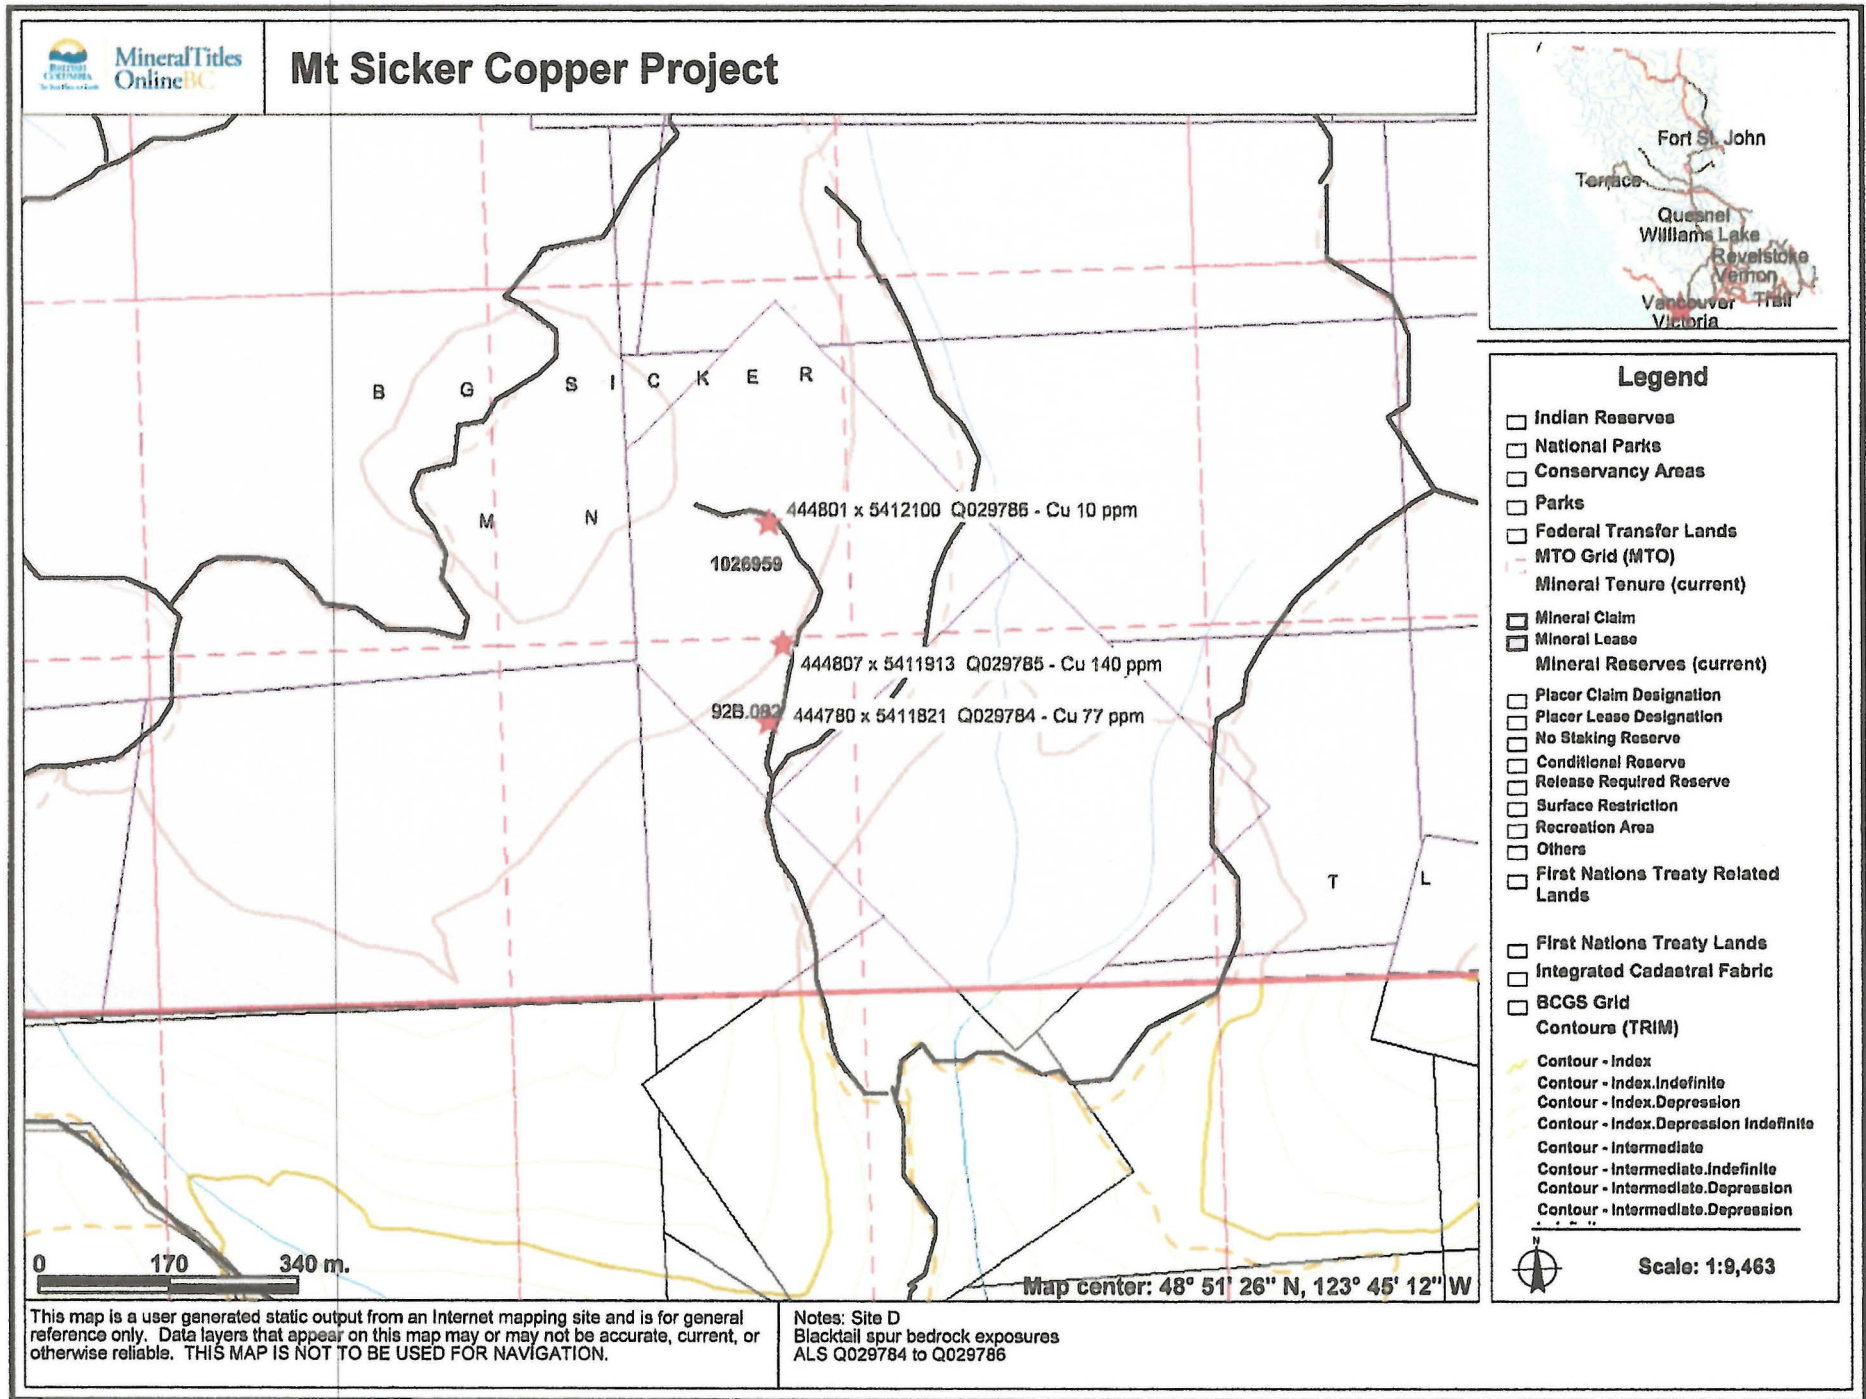 BRITISH
COLUMBIA
MineralTitles
OnlineBC
Mt Sicker Copper Project
Fort St. John
Terrace
Quesnel
Williams Lake
Revelstoke
Vernon
Vancouver Trail
Victoria
B G S I C K E R
M N
444801 x 5412100 Q029786 - Cu 10 ppm
1026959
444807 x 5411913 Q029785 - Cu 140 ppm
92B.082
444780 x 5411821 Q029784 - Cu 77 ppm
T L
0 170 340 m.
Map center: 48° 51' 26" N, 123° 45' 12" W
Legend
Indian Reserves
National Parks
Conservancy Areas
Parks
Federal Transfer Lands
MTO Grid (MTO)
Mineral Tenure (current)
Mineral Claim
Mineral Lease
Mineral Reserves (current)
Placer Claim Designation
Placer Lease Designation
No Staking Reserve
Conditional Reserve
Release Required Reserve
Surface Restriction
Recreation Area
Others
First Nations Treaty Related
Lands
First Nations Treaty Lands
Integrated Cadastral Fabric
BCGS Grid
Contours (TRIM)
Contour - Index
Contour - Index.Indefinite
Contour - Index.Depression
Contour - Index.Depression Indefinite
Contour - Intermediate
Contour - Intermediate.Indefinite
Contour - Intermediate.Depression
Contour - Intermediate.Depression
N
Scale: 1:9,463
This map is a user generated static output from an Internet mapping site and is for general
reference only. Data layers that appear on this map may or may not be accurate, current, or
otherwise reliable. THIS MAP IS NOT TO BE USED FOR NAVIGATION.
Notes: Site D
Blacktail spur bedrock exposures
ALS Q029784 to Q029786